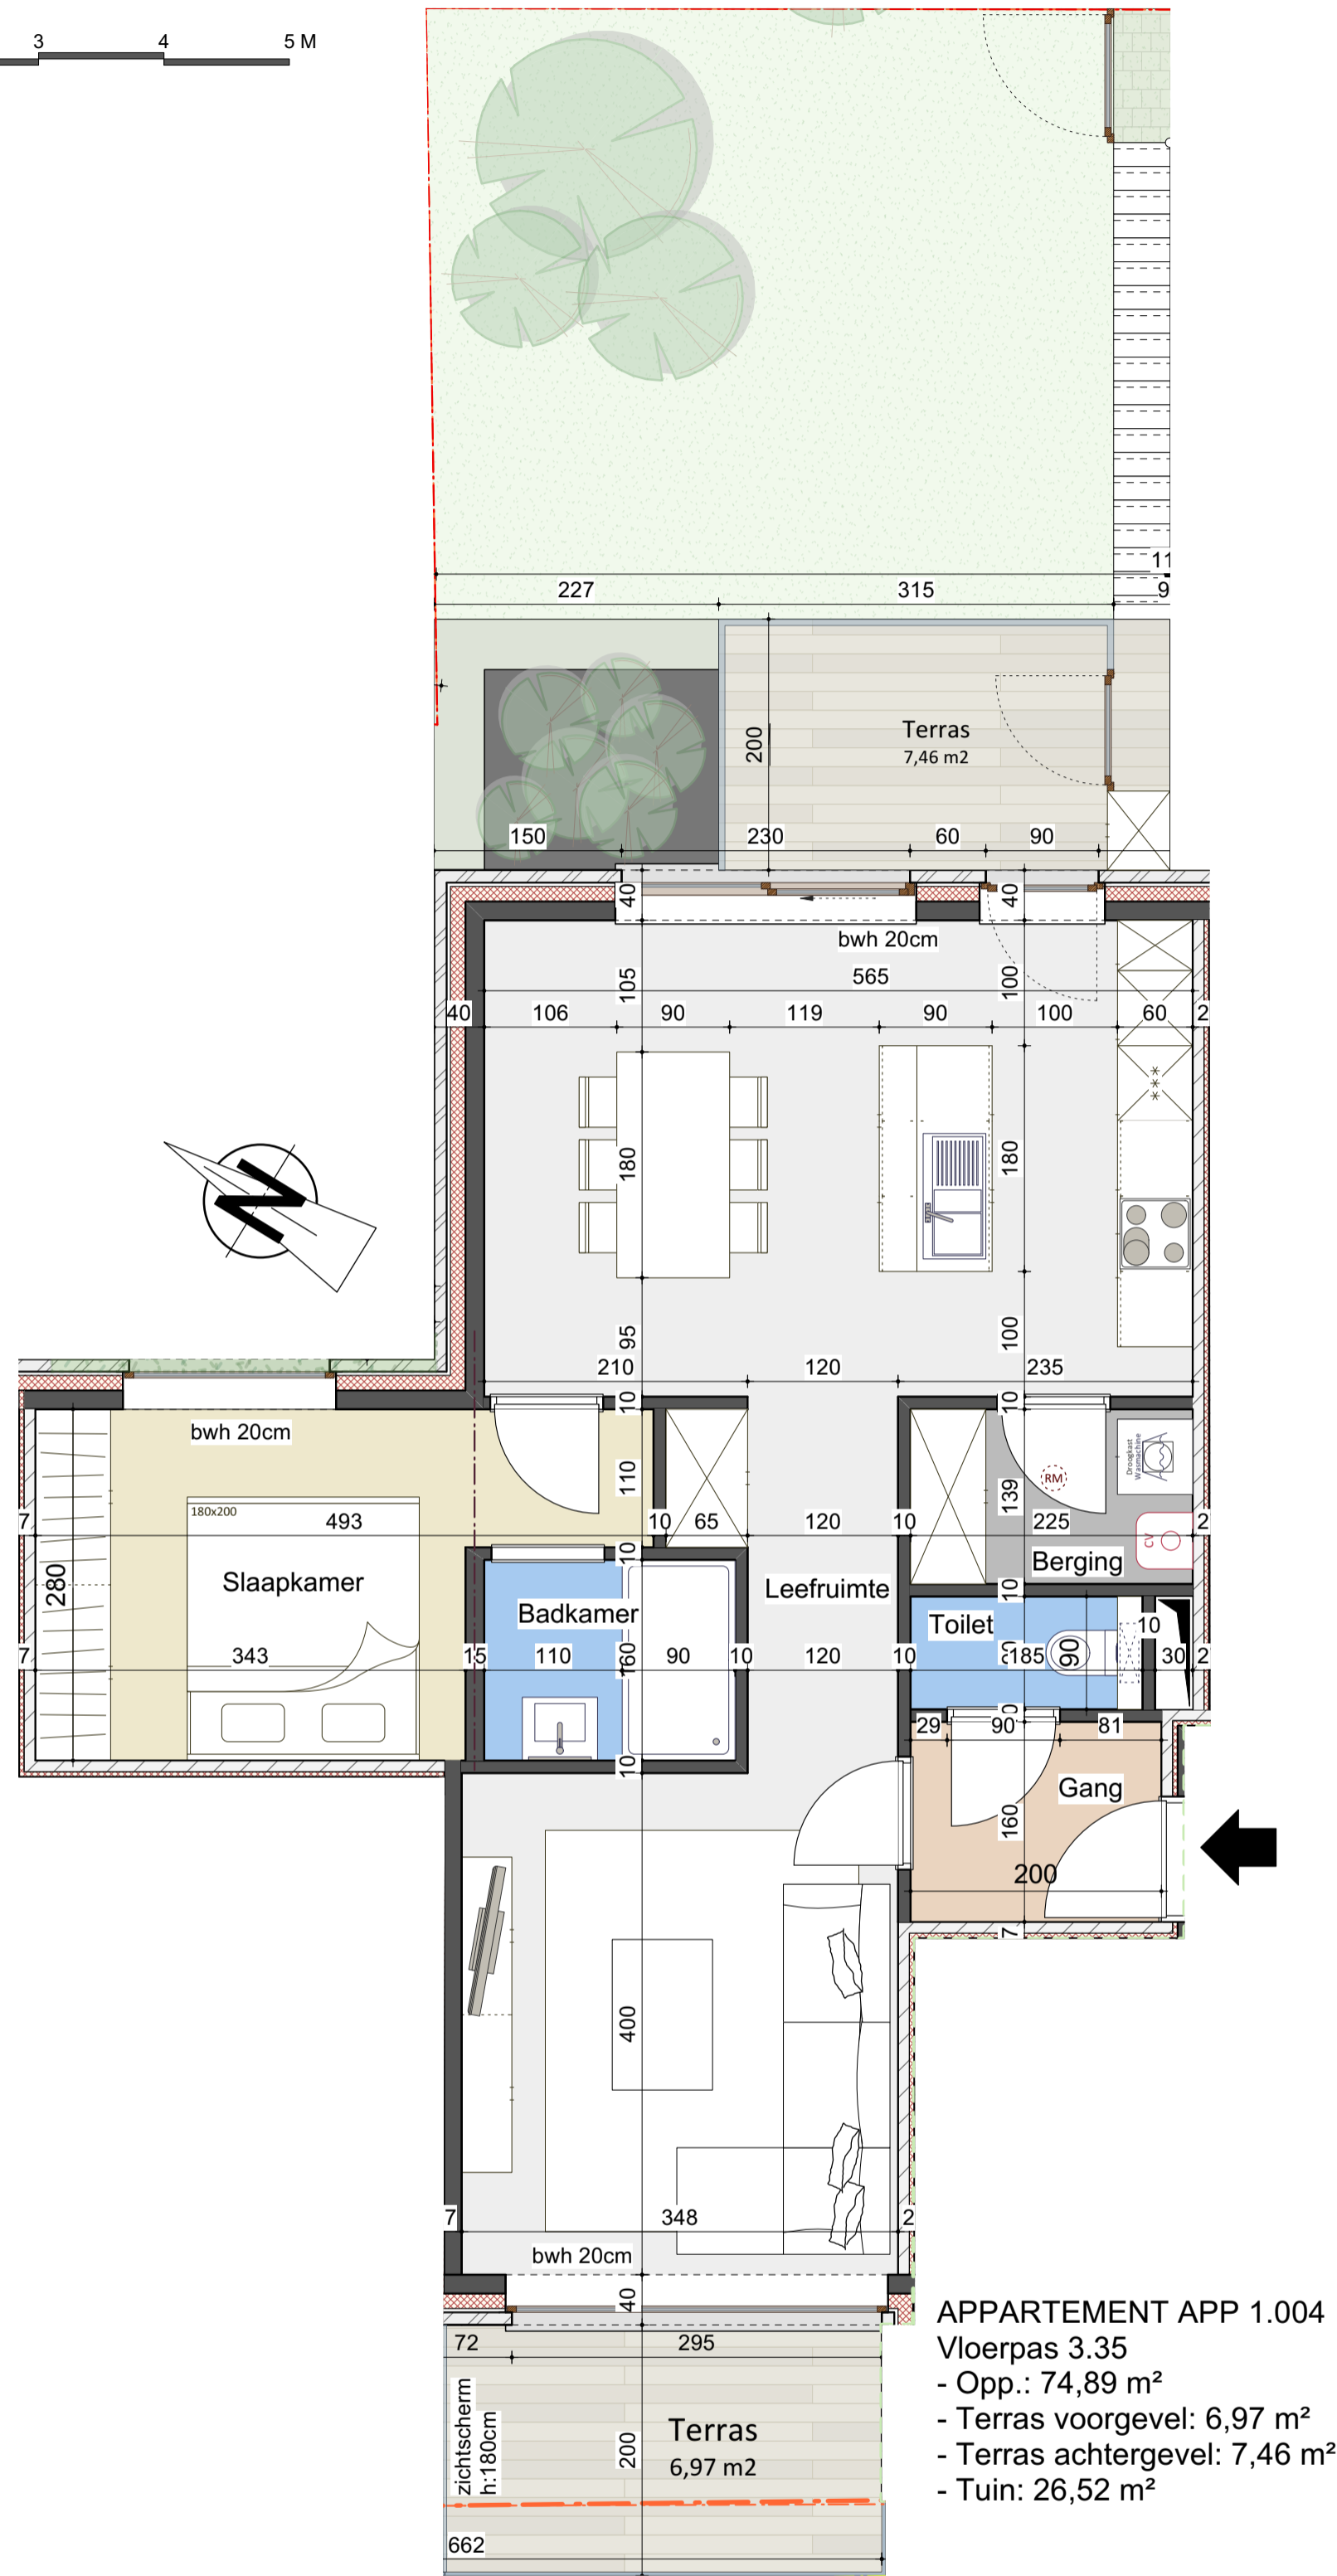 3 4 5 M
11
227 315 9
200
Terras
7,46 m2
150 230 60 90
40 40
bwh 20cm
105 565 100
40 106 90 119 90 100 60 2
180 180
N
95 100
210 120 235
10 10
bwh 20cm
110 139
RM
Droogkast
Wasmachine
180x200
7 493 10 65 120 10 225 2
CV
280 Slaapkamer
10 Leefruimte Berging
10
Badkamer Toilet 10
7 343 15 110 160 90 10 120 10 185 90 30 2
29 90 81
10 Gang
160
200
7
400
7 348 2
bwh 20cm
40
72 295
zichtscherm
h:180cm
Terras
6,97 m2
200
662
APPARTEMENT APP 1.004
Vloerpas 3.35
- Opp.: 74,89 m²
- Terras voorgevel: 6,97 m²
- Terras achtergevel: 7,46 m²
- Tuin: 26,52 m²